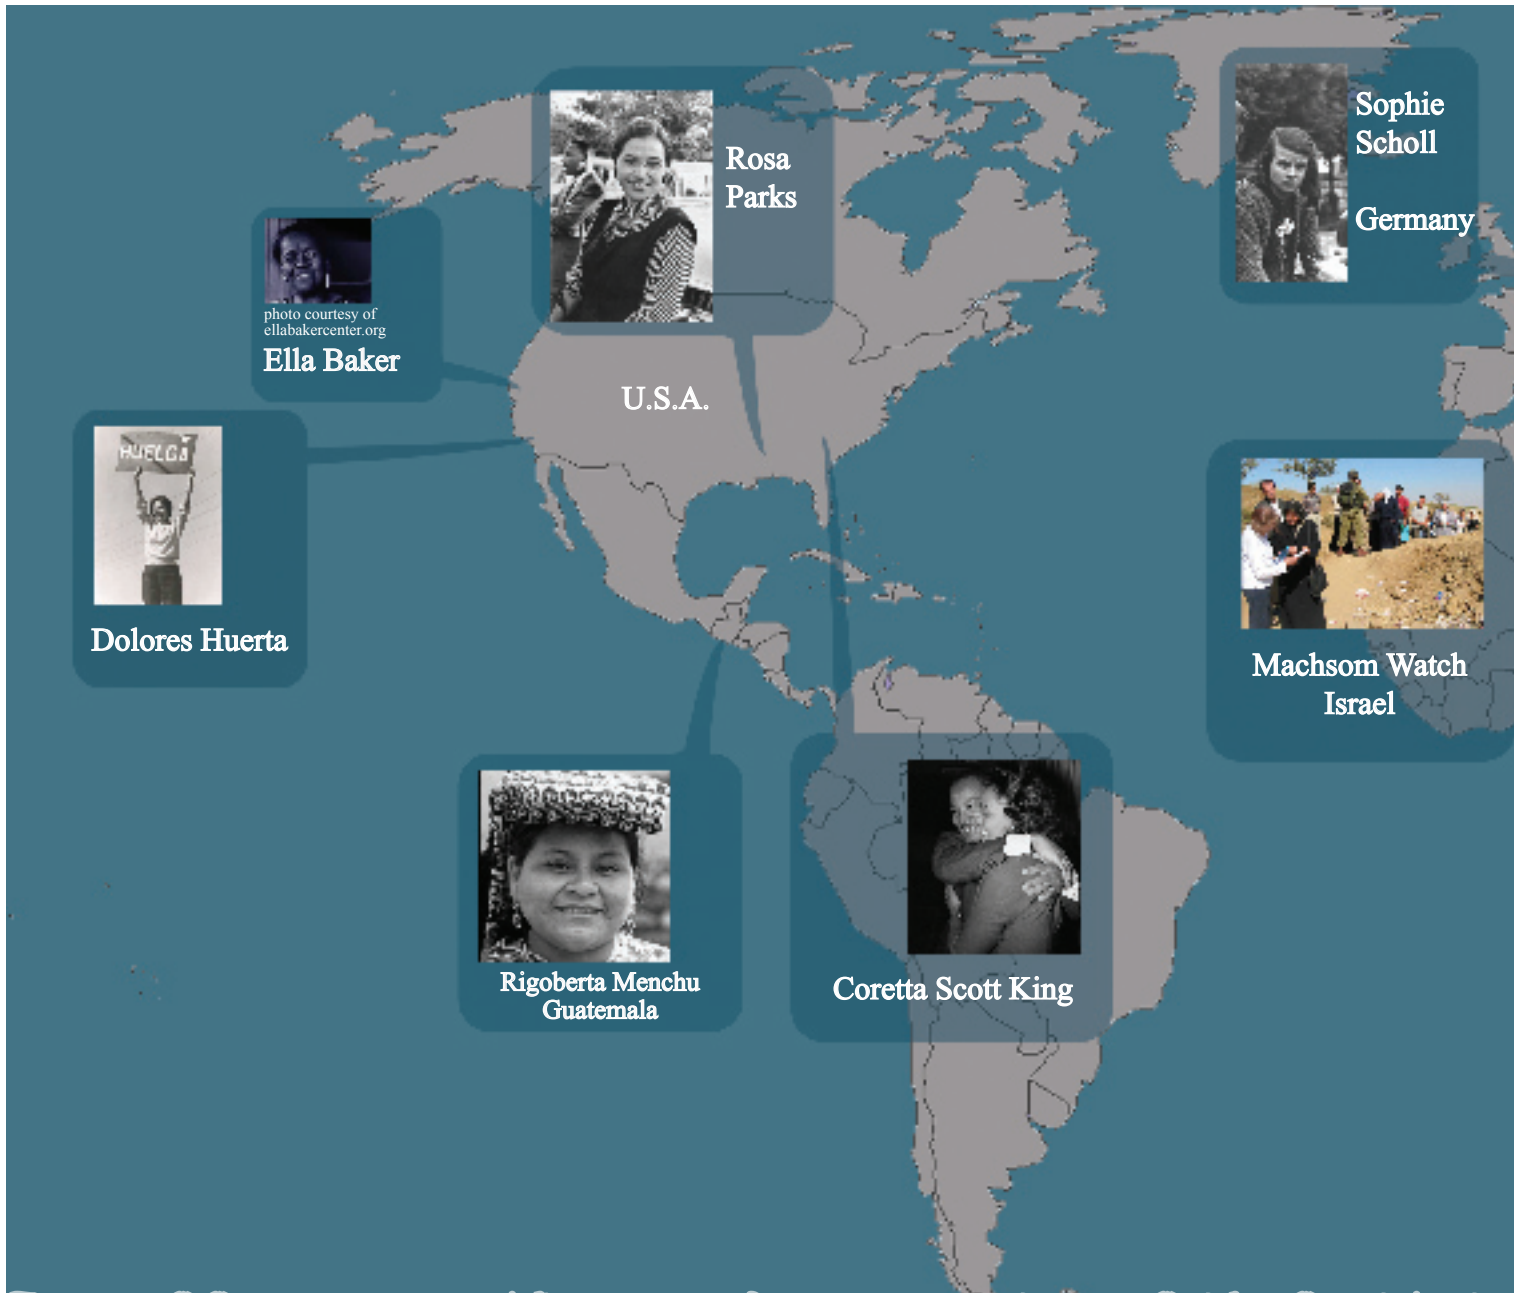 Rosa
Parks
Sophie
Scholl
Germany
photo courtesy of
ellabakercenter.org
Ella Baker
U.S.A.
HUELGA
Dolores Huerta
Machsom Watch
Israel
Rigoberta Menchu
Guatemala
Coretta Scott King